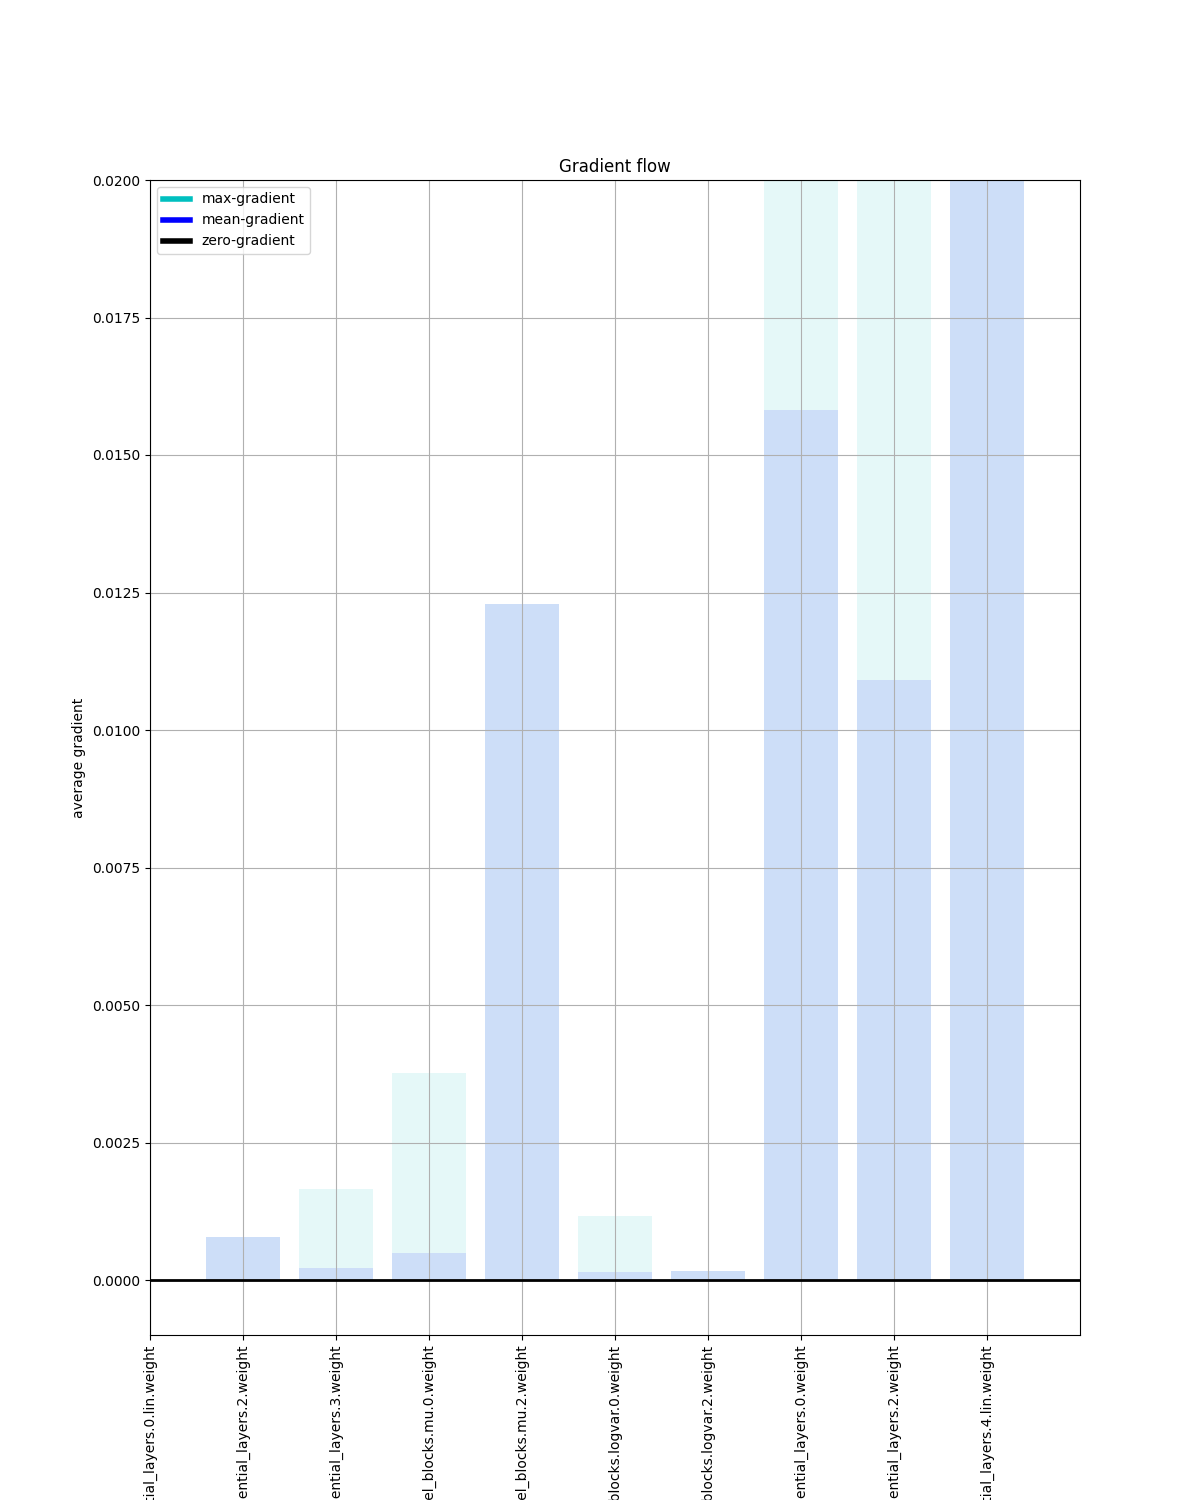 Gradient flow
max-gradient
mean-gradient
zero-gradient
0.0200
0.0175
0.0150
0.0125
0.0100
0.0075
0.0050
0.0025
0.0000
average gradient
tial_layers.0.lin.weight
ential_layers.2.weight
ential_layers.3.weight
el_blocks.mu.0.weight
el_blocks.mu.2.weight
blocks.logvar.0.weight
blocks.logvar.2.weight
ential_layers.0.weight
ential_layers.2.weight
tial_layers.4.lin.weight